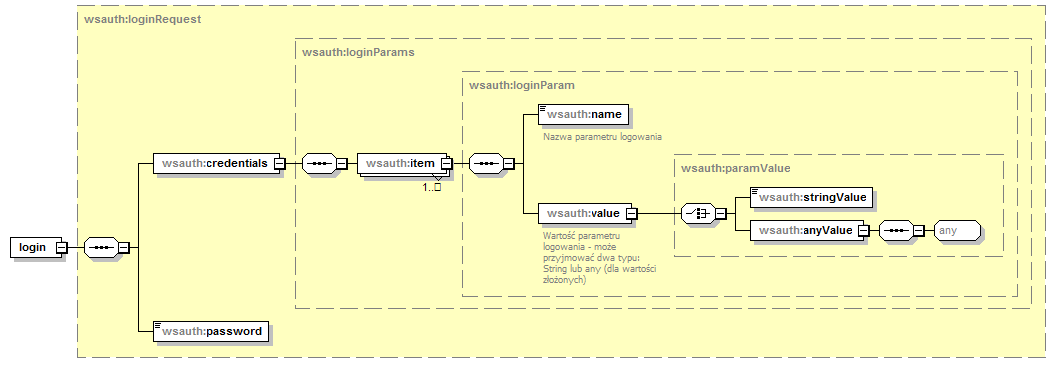 wsauth:loginRequest
wsauth:loginParams
wsauth:loginParam
wsauth:name
Nazwa parametru logowania
wsauth:credentials
wsauth:item
1..
wsauth:paramValue
wsauth:stringValue
wsauth:value
wsauth:anyValue
any
Wartość parametru
logowania - może
przyjmować dwa typu:
String lub any (dla wartości
złożonych)
login
wsauth:password